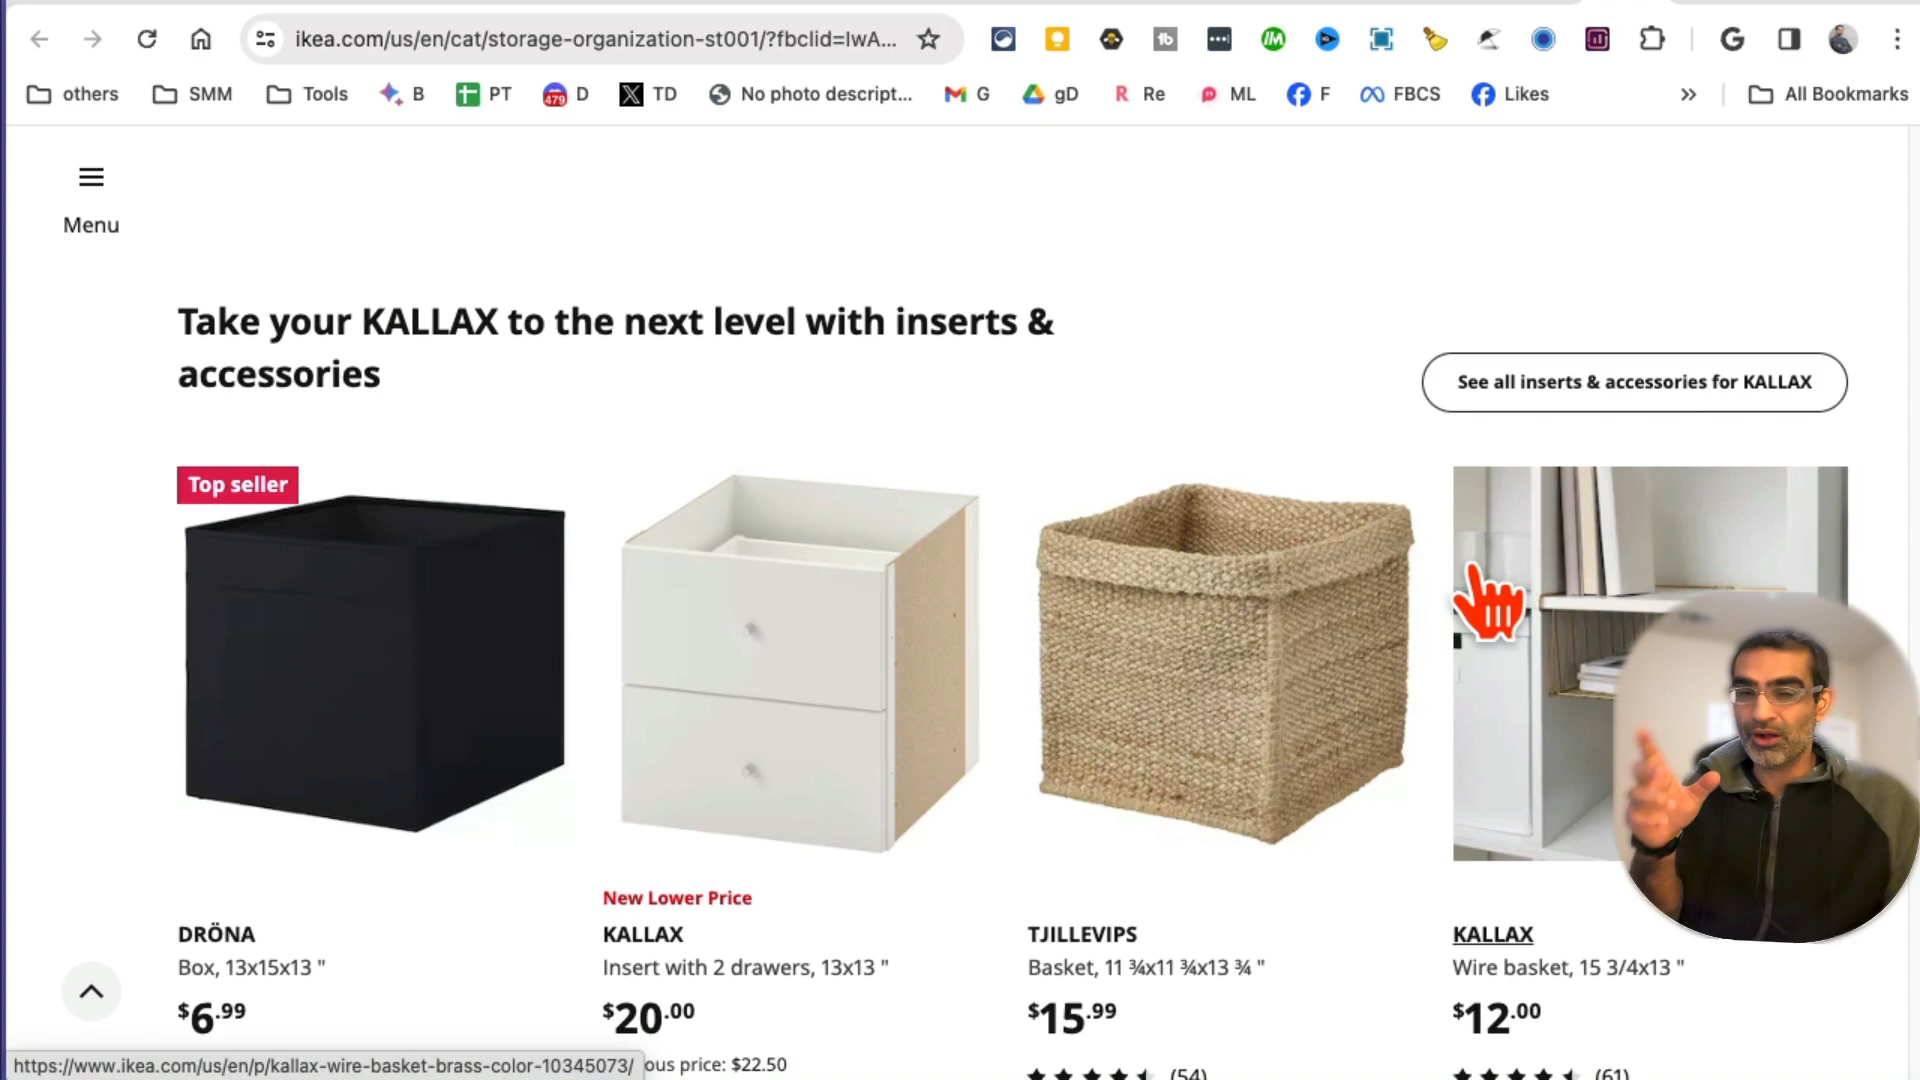 ikea.com/us/en/cat/storage-organization-st001/?fbclid=IwA...
others SMM Tools B PT D TD No photo descript... G gD Re ML F FBCS Likes » All Bookmarks
Menu
Take your KALLAX to the next level with inserts &
accessories
See all inserts & accessories for KALLAX
Top seller
New Lower Price
DRÖNA KALLAX TJILLEVIPS KALLAX
Box, 13x15x13 " Insert with 2 drawers, 13x13 " Basket, 11 ¾x11 ¾x13 ¾ " Wire basket, 15 3/4x13 "
$6.99 $20.00 $15.99 $12.00
https://www.ikea.com/us/en/p/kallax-wire-basket-brass-color-10345073/ ous price: $22.50
(54) (61)